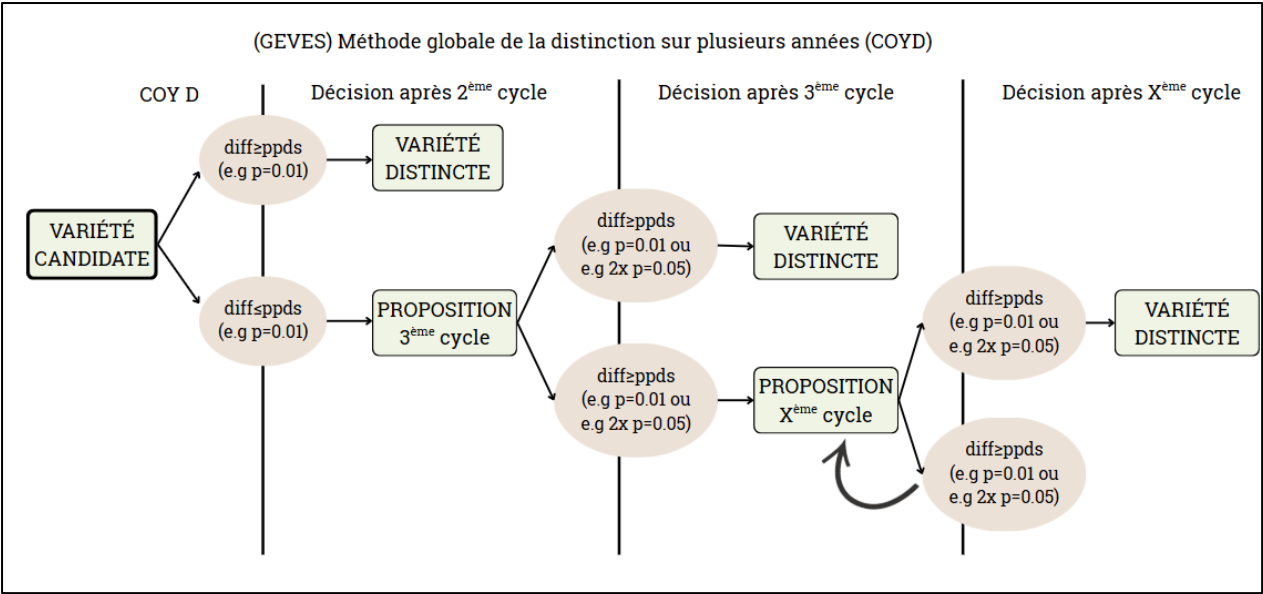 (GEVES) Méthode globale de la distinction sur plusieurs années (COYD)
COY D
Décision après 2ème cycle
Décision après 3ème cycle
Décision après Xème cycle
diff≥ppds
(e.g p=0.01)
VARIÉTÉ
DISTINCTE
VARIÉTÉ
CANDIDATE
diff≤ppds
(e.g p=0.01)
PROPOSITION
3ème cycle
diff≥ppds
(e.g p=0.01 ou
e.g 2x p=0.05)
VARIÉTÉ
DISTINCTE
diff≥ppds
(e.g p=0.01 ou
e.g 2x p=0.05)
PROPOSITION
Xème cycle
diff≥ppds
(e.g p=0.01 ou
e.g 2x p=0.05)
VARIÉTÉ
DISTINCTE
diff≥ppds
(e.g p=0.01 ou
e.g 2x p=0.05)